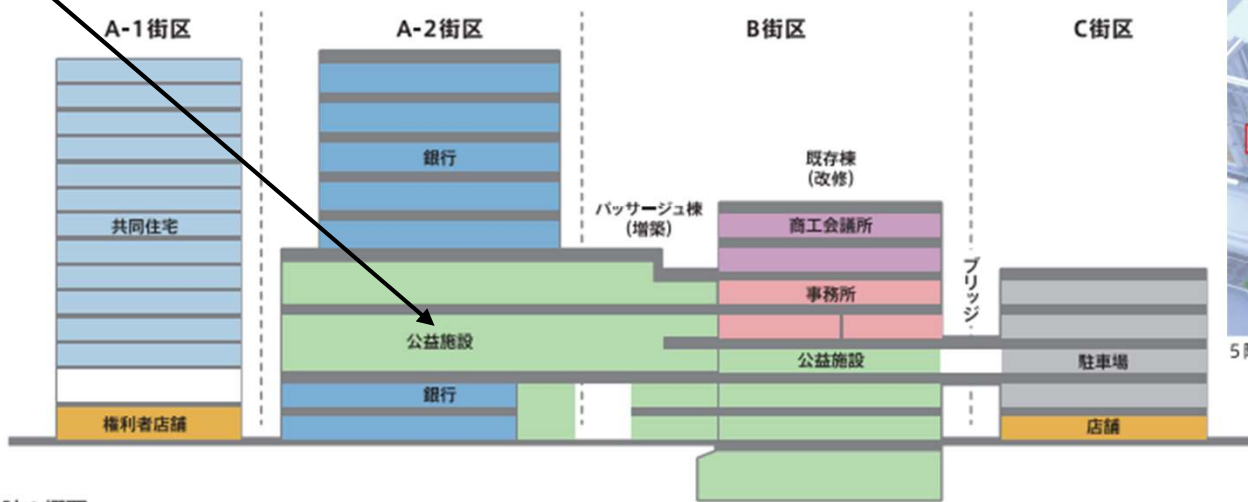 A-1街区
A-2街区
B街区
C街区
共同住宅
権利者店舗
銀行
公益施設
銀行
パッサージュ棟
(増築)
既存棟
(改修)
商工会議所
事務所
公益施設
ブリッジ
駐車場
店舗
5